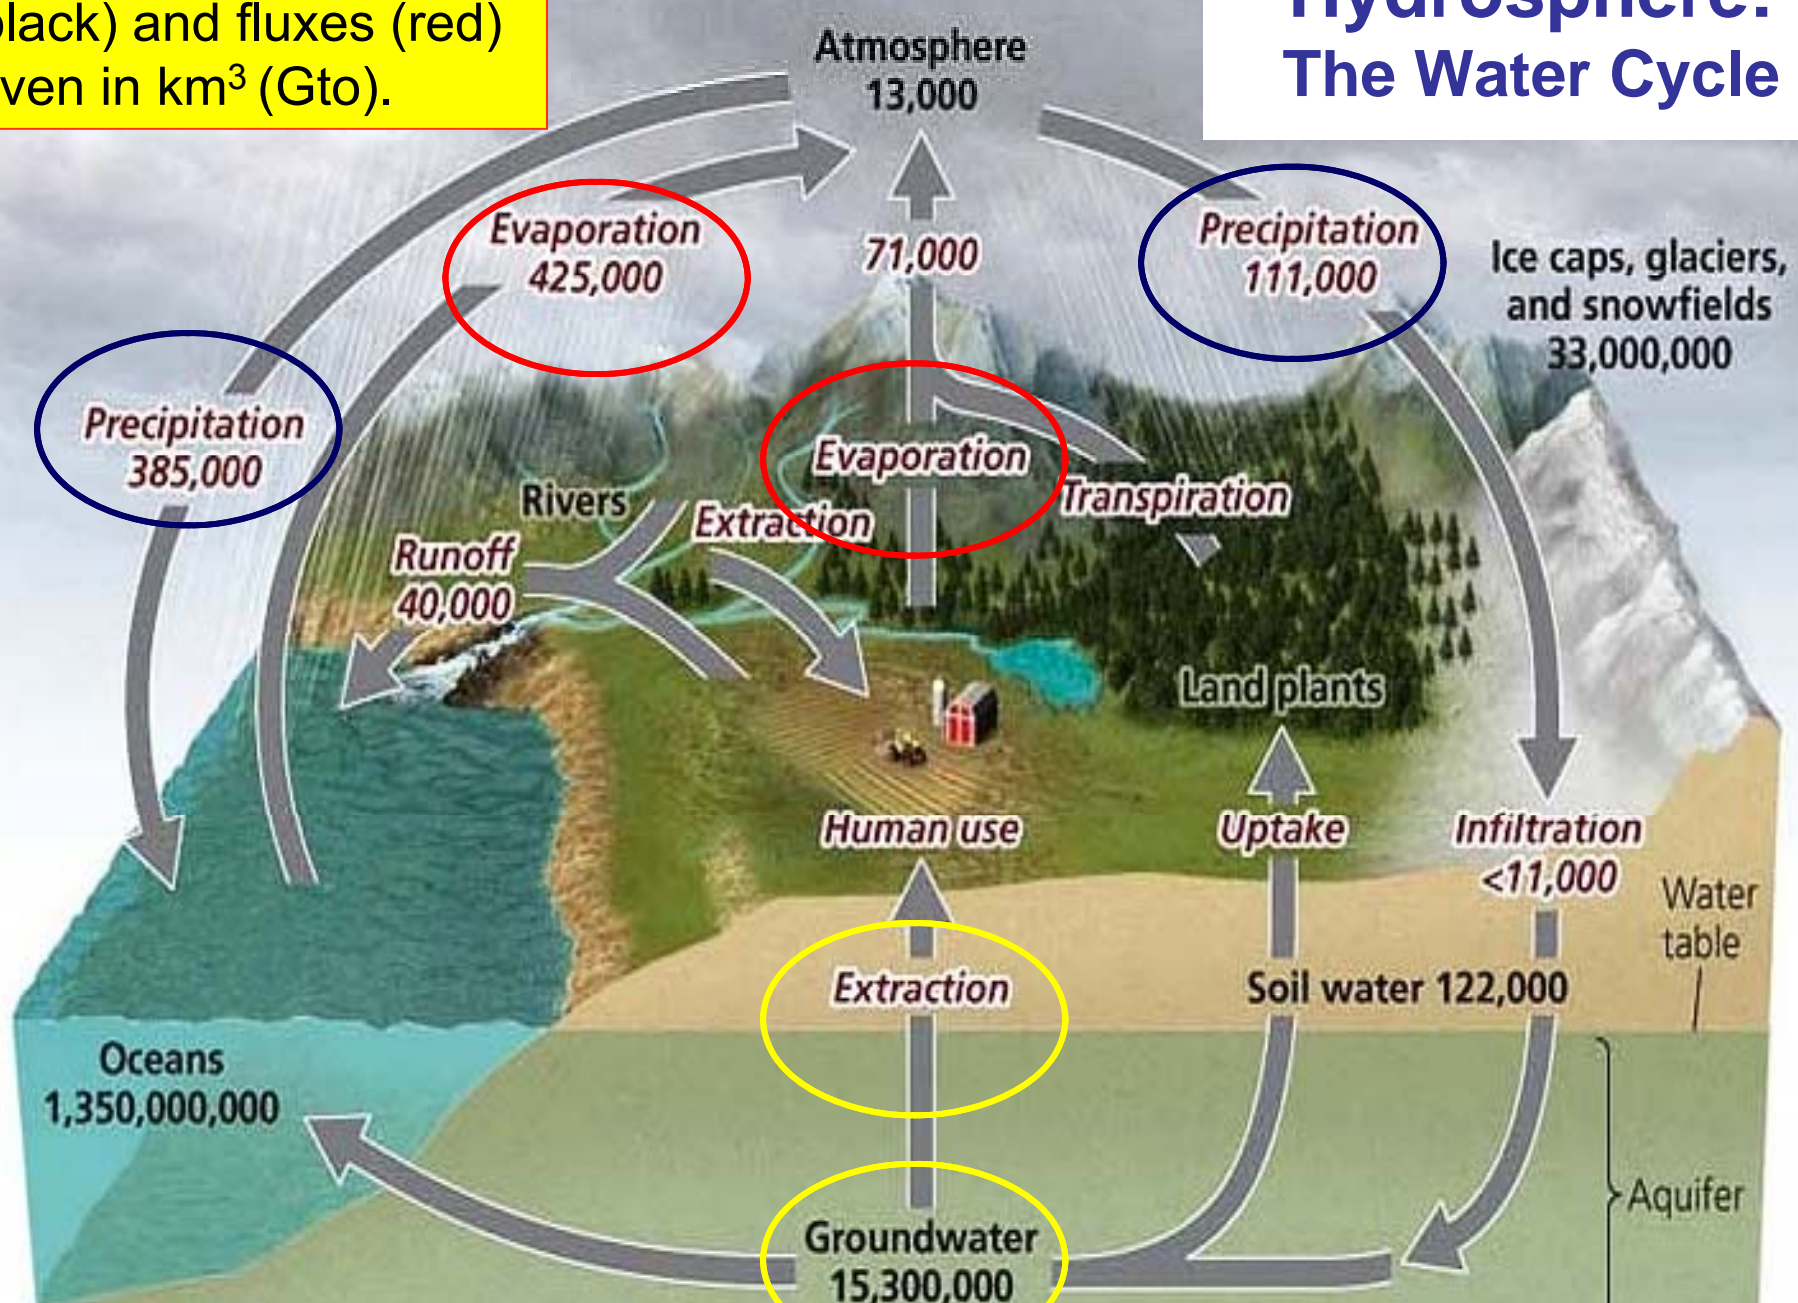 black) and fluxes (red)
ven in km³ (Gto).
Hydrosphere:
The Water Cycle
Atmosphere
13,000
Evaporation
425,000
71,000
Precipitation
111,000
Ice caps, glaciers,
and snowfields
33,000,000
Precipitation
385,000
Evaporation
Transpiration
Rivers
Extraction
Runoff
40,000
Land plants
Human use
Uptake
Infiltration
<11,000
Water
table
Extraction
Soil water 122,000
Oceans
1,350,000,000
Aquifer
Groundwater
15,300,000